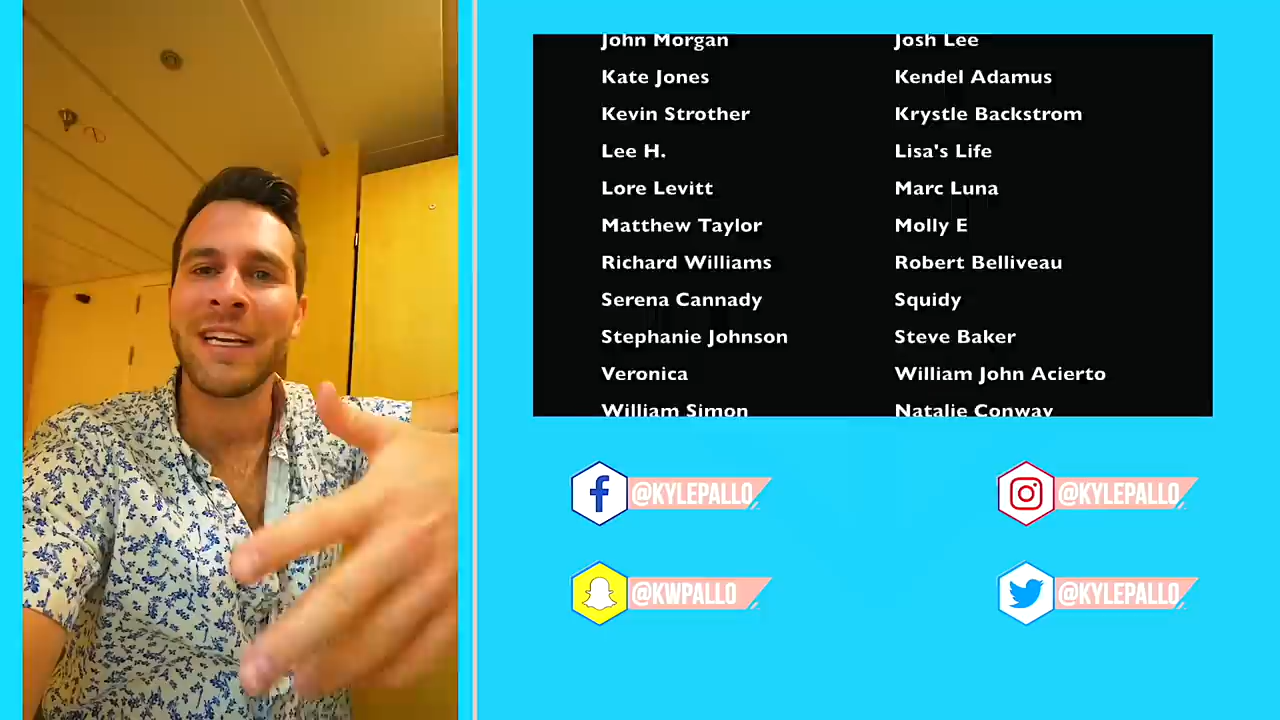 John Morgan Josh Lee
Kate Jones Kendel Adamus
Kevin Strother Krystle Backstrom
Lee H. Lisa's Life
Lore Levitt Marc Luna
Matthew Taylor Molly E
Richard Williams Robert Belliveau
Serena Cannady Squidy
Stephanie Johnson Steve Baker
Veronica William John Acierto
William Simon Natalie Conway
@KYLEPALLO @KYLEPALLO
@KWPALLO @KYLEPALLO